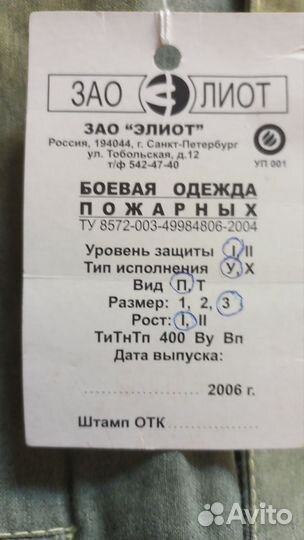 ЗАО ЭЛИОТ
ЗАО "ЭЛИОТ"
Россия, 194044, г. Санкт-Петербург
ул. Тобольская, д.12
т/ф 542-47-40
УП 001
БОЕВАЯ ОДЕЖДА
ПОЖАРНЫХ
ТУ 8572-003-49984806-2004
Уровень защиты I, II
Тип исполнения У, Х
Вид П, Т
Размер: 1, 2, 3
Рост: I, II
ТиТнТп 400 Ву Вп
Дата выпуска:
........................ 2006 г.
Штамп ОТК ...................
Avito